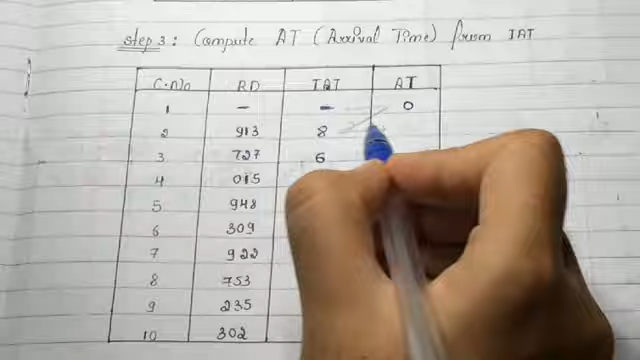 Step 3: Compute AT (Arrival Time) from IAT
C.No RD IAT AT
1 - - 0
2 913 8
3 727 6
4 015
5 948
6 309
7 922
8 753
9 235
10 302